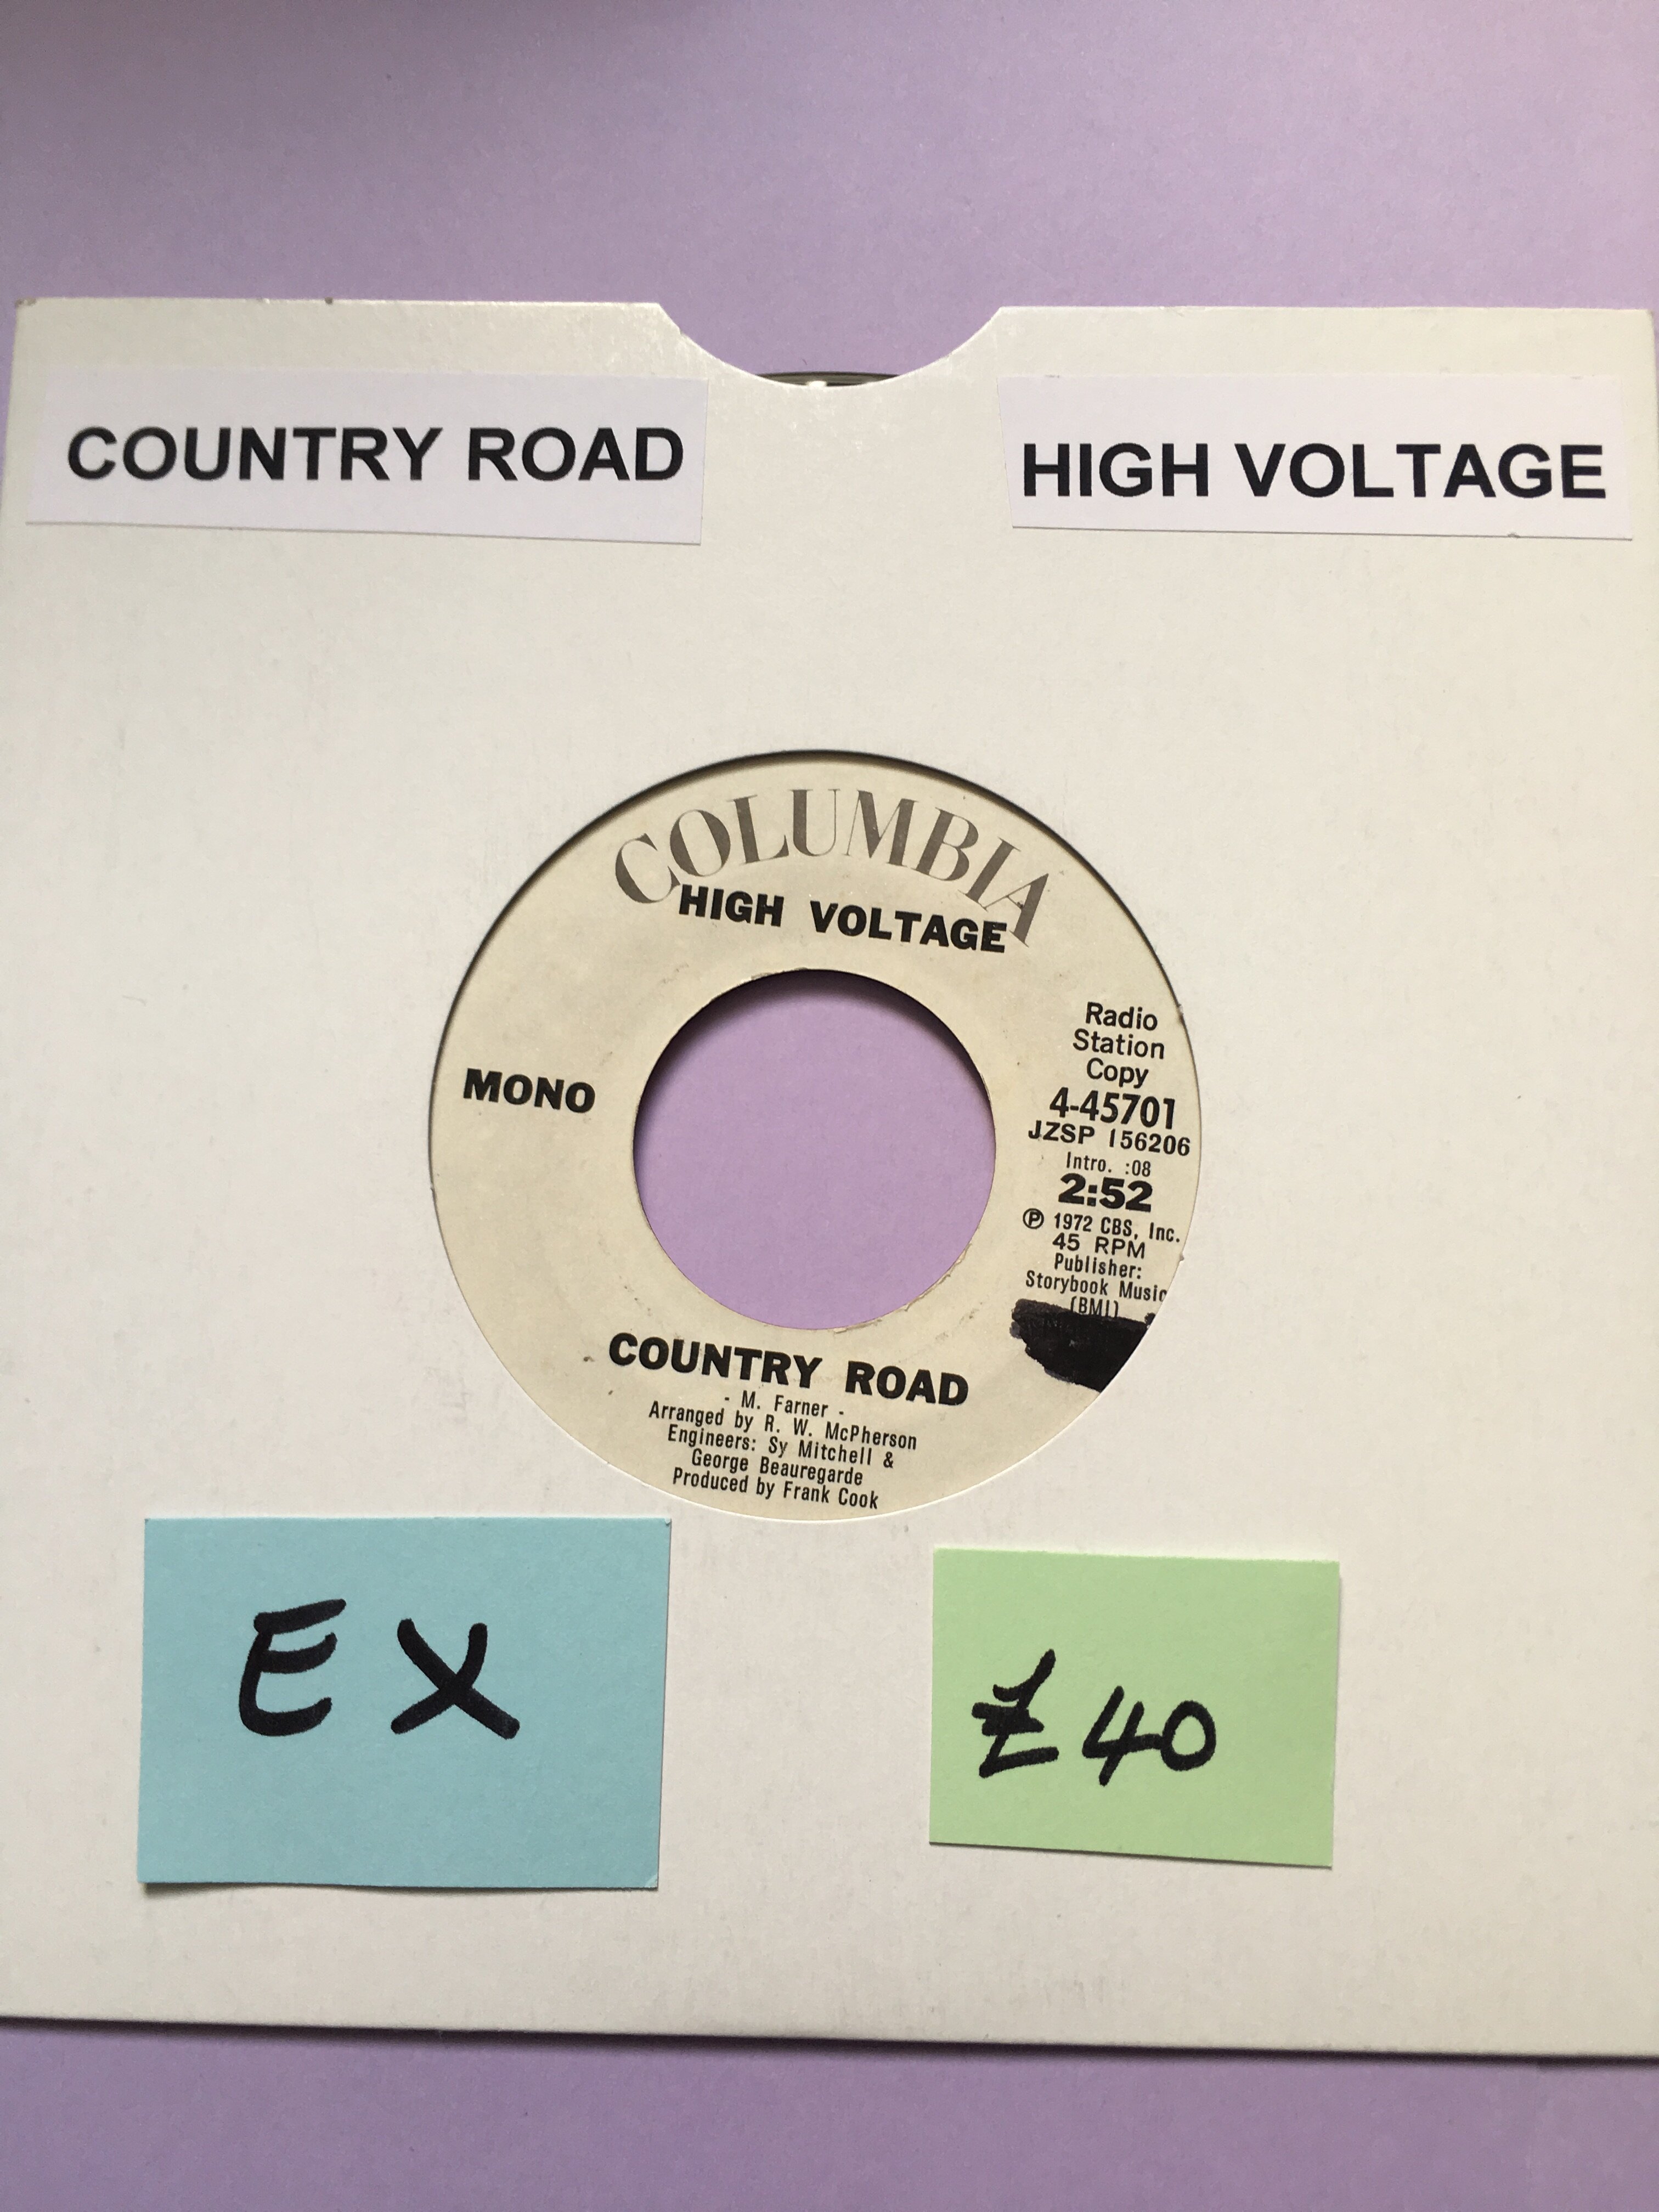 COUNTRY ROAD
HIGH VOLTAGE
COLUMBIA
HIGH VOLTAGE
MONO
Radio
Station
Copy
4-45701
JZSP 156206
Intro. :08
2:52
℗ 1972 CBS, Inc.
45 RPM
Publisher:
Storybook Music
(BMI)
COUNTRY ROAD
- M. Farner -
Arranged by R. W. McPherson
Engineers: Sy Mitchell &
George Beauregarde
Produced by Frank Cook
EX
£40